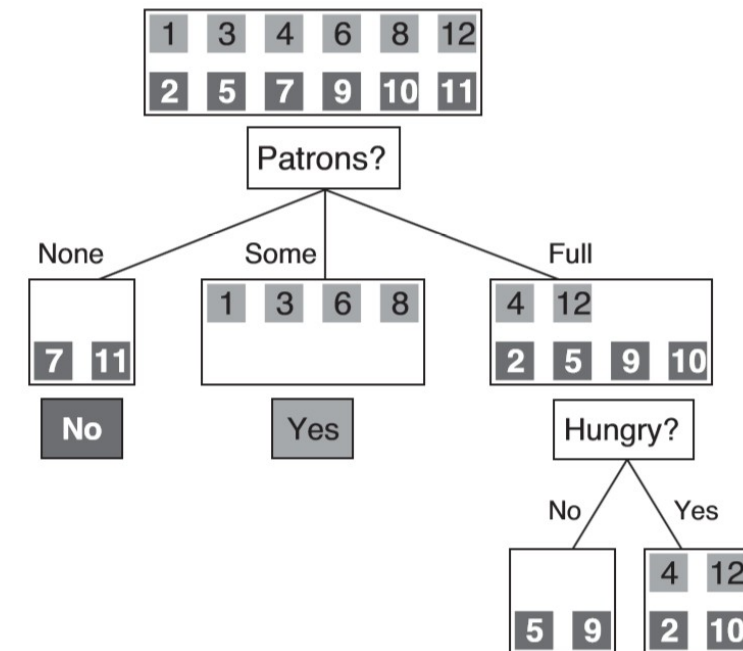 1 3 4 6 8 12
2 5 7 9 10 11
Patrons?
None Some Full
1 3 6 8 4 12
7 11 2 5 9 10
No Yes Hungry?
No Yes
4 12
5 9 2 10